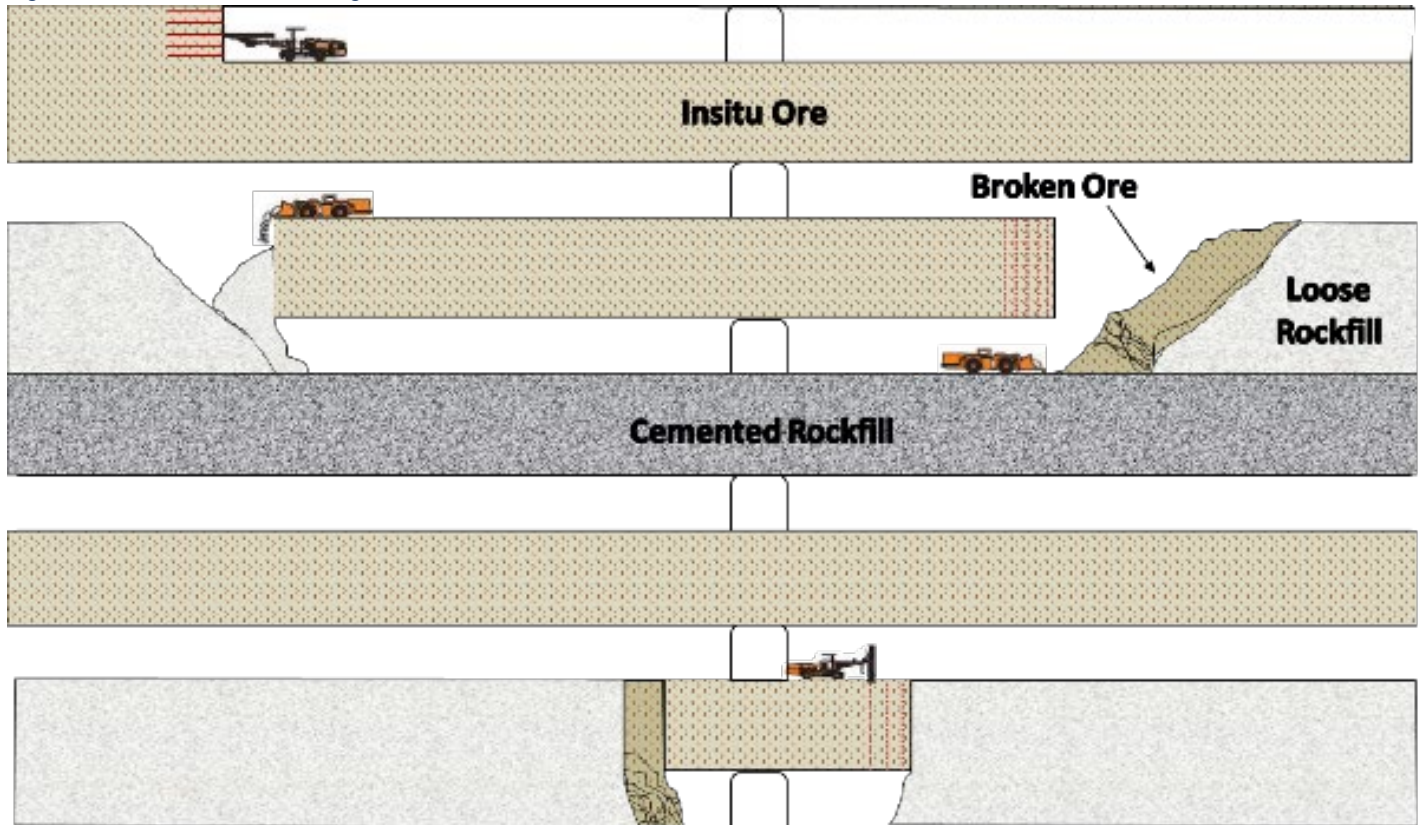 Insitu Ore
Broken Ore
Loose
Rockfill
Cemented Rockfill